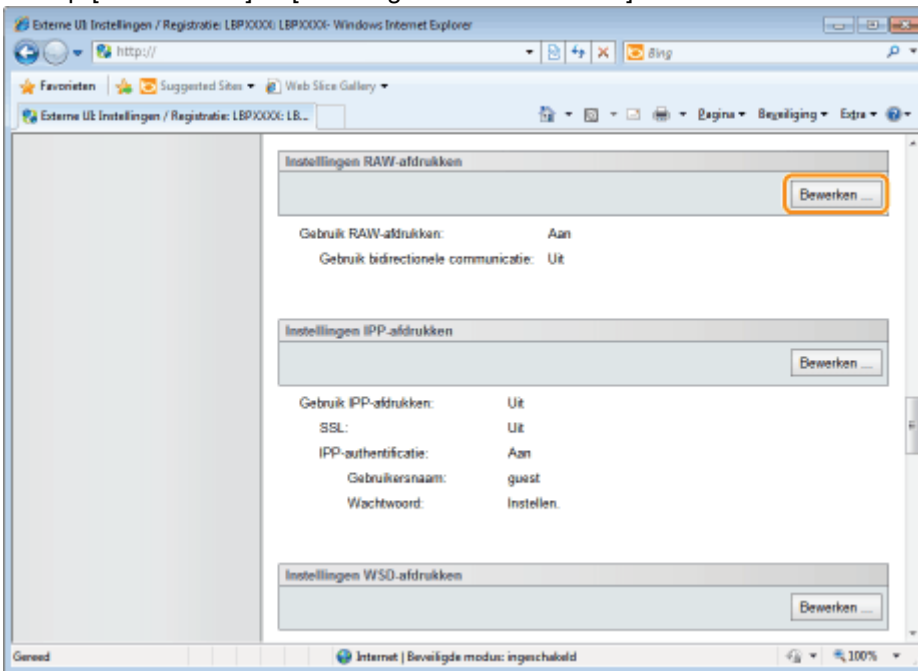 Externe UI: Instellingen / Registratie: LBPXXXX: LBPXXXX- Windows Internet Explorer
http://
Bing
Favorieten
Suggested Sites
Web Slice Gallery
Externe UI: Instellingen / Registratie: LBPXXXX: LB...
Pagina
Beveiliging
Extra
Instellingen RAW-afdrukken
Bewerken ...
Gebruik RAW-afdrukken: Aan
Gebruik bidirectionele communicatie: Uit
Instellingen IPP-afdrukken
Bewerken ...
Gebruik IPP-afdrukken: Uit
SSL: Uit
IPP-authentificatie: Aan
Gebruikersnaam: guest
Wachtwoord: Instellen.
Instellingen WSD-afdrukken
Bewerken ...
Gereed
Internet | Beveiligde modus: ingeschakeld
100%